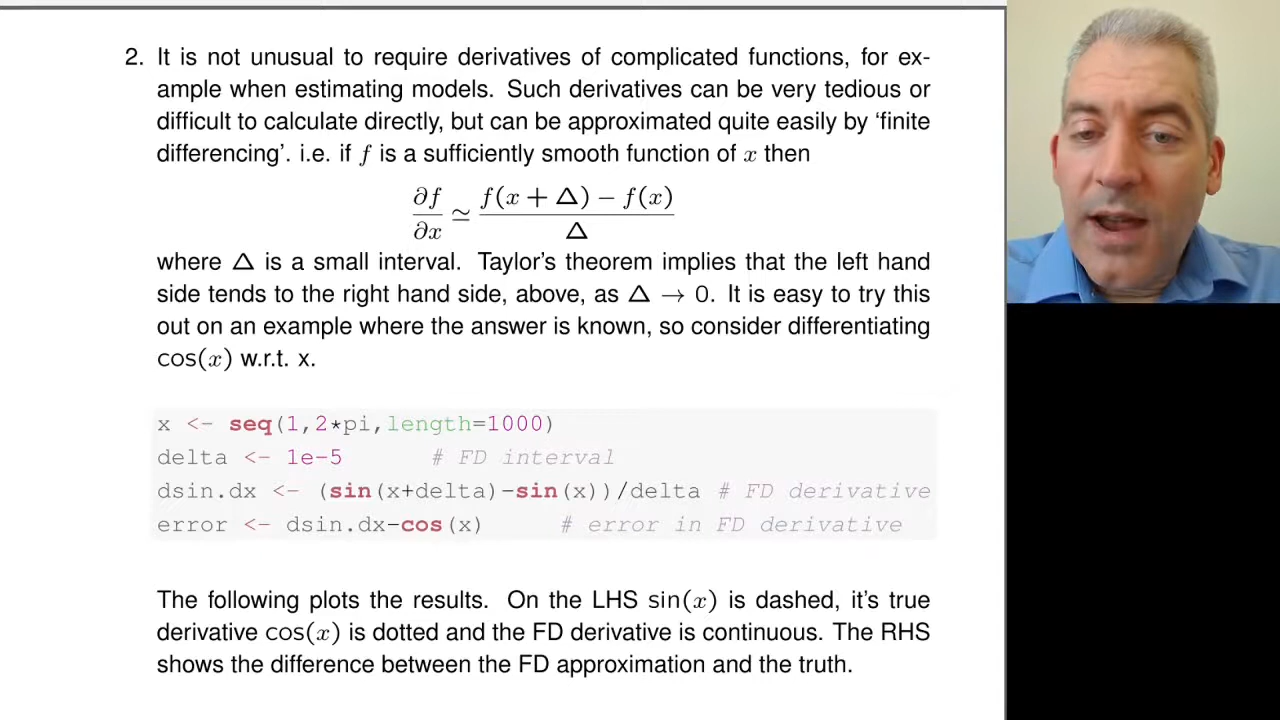 2. It is not unusual to require derivatives of complicated functions, for ex-
ample when estimating models. Such derivatives can be very tedious or
difficult to calculate directly, but can be approximated quite easily by ‘finite
differencing’. i.e. if f is a sufficiently smooth function of x then
∂f/∂x ≃ (f(x + Δ) − f(x))/Δ
where Δ is a small interval. Taylor's theorem implies that the left hand
side tends to the right hand side, above, as Δ → 0. It is easy to try this
out on an example where the answer is known, so consider differentiating
cos(x) w.r.t. x.
x <- seq(1,2*pi,length=1000)
delta <- 1e-5 # FD interval
dsin.dx <- (sin(x+delta)-sin(x))/delta # FD derivative
error <- dsin.dx-cos(x) # error in FD derivative
The following plots the results. On the LHS sin(x) is dashed, it's true
derivative cos(x) is dotted and the FD derivative is continuous. The RHS
shows the difference between the FD approximation and the truth.